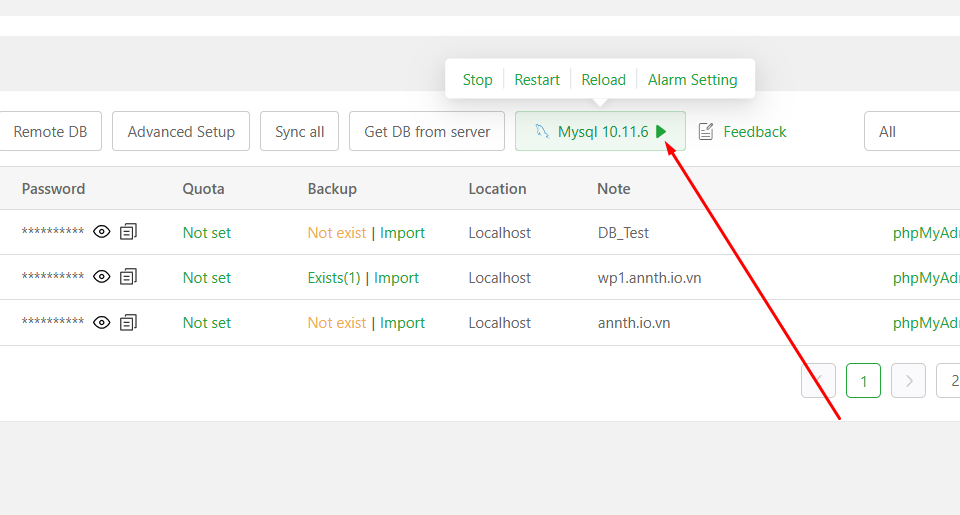 Stop Restart Reload Alarm Setting
Remote DB Advanced Setup Sync all Get DB from server Mysql 10.11.6 Feedback All
Password Quota Backup Location Note
********** Not set Not exist | Import Localhost DB_Test phpMyAd
********** Not set Exists(1) | Import Localhost wp1.annth.io.vn phpMyAd
********** Not set Not exist | Import Localhost annth.io.vn phpMyAd
1 2